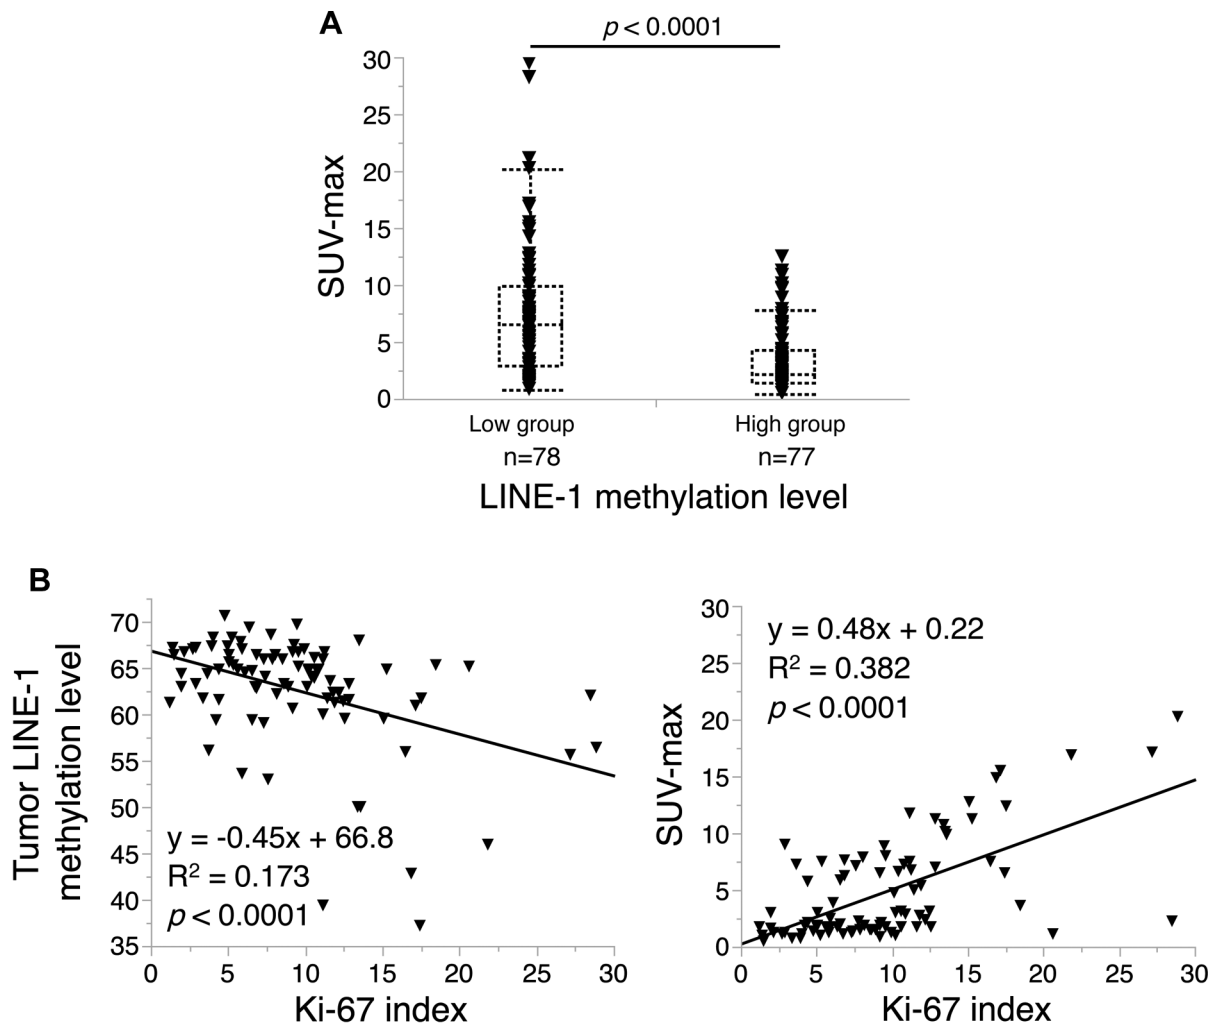 A
p < 0.0001
30
25
20
15
10
5
0
SUV-max
Low group
High group
n=78
n=77
LINE-1 methylation level
B
70
65
60
55
50
45
40
35
Tumor LINE-1
methylation level
y = -0.45x + 66.8
R² = 0.173
p < 0.0001
0 5 10 15 20 25 30
Ki-67 index
30
25
20
15
10
5
0
SUV-max
y = 0.48x + 0.22
R² = 0.382
p < 0.0001
0 5 10 15 20 25 30
Ki-67 index